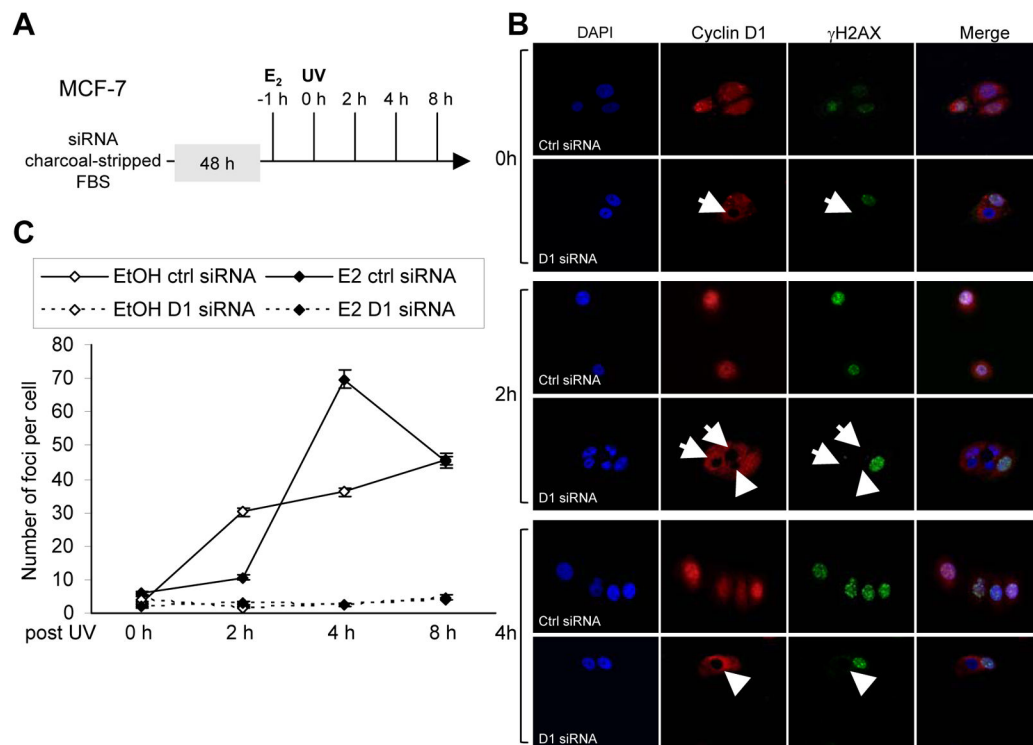 A
MCF-7
E₂ UV
-1 h 0 h 2 h 4 h 8 h
siRNA
charcoal-stripped
FBS
48 h
B
DAPI Cyclin D1 γH2AX Merge
0h
Ctrl siRNA
D1 siRNA
2h
Ctrl siRNA
D1 siRNA
4h
Ctrl siRNA
D1 siRNA
C
EtOH ctrl siRNA E2 ctrl siRNA
EtOH D1 siRNA E2 D1 siRNA
Number of foci per cell
80
70
60
50
40
30
20
10
0
post UV 0 h 2 h 4 h 8 h